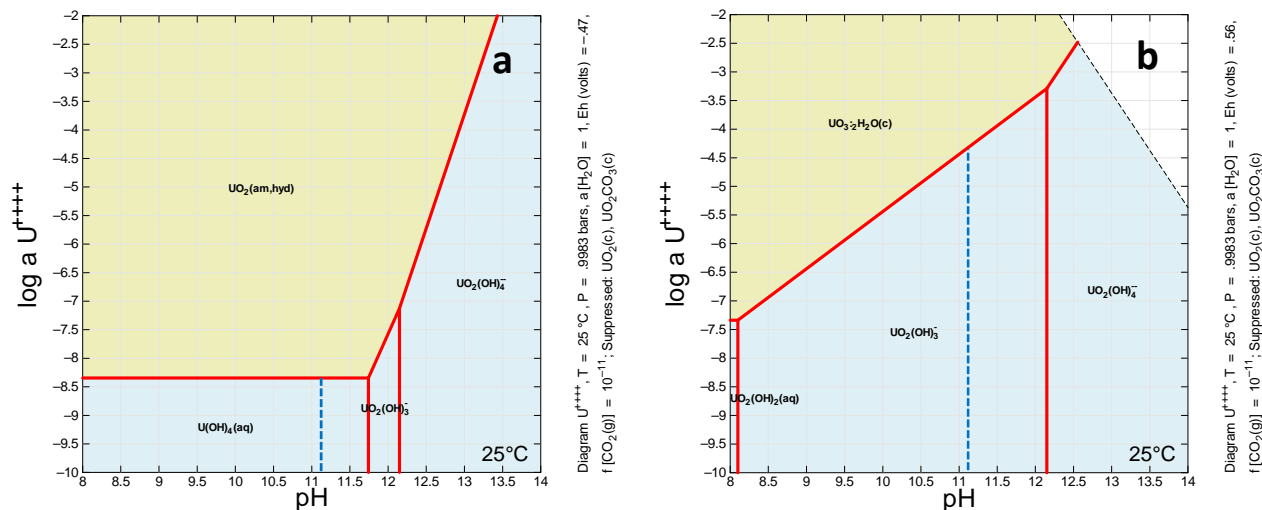 a
log a U++++
−2
−2.5
−3
−3.5
−4
−4.5
−5
−5.5
−6
−6.5
−7
−7.5
−8
−8.5
−9
−9.5
−10
UO2(am,hyd)
UO2(OH)4−
UO2(OH)3−
U(OH)4(aq)
25°C
8 8.5 9 9.5 10 10.5 11 11.5 12 12.5 13 13.5 14
pH
Diagram U++++, T = 25 °C, P = .9983 bars, a [H2O] = 1, Eh (volts) = −.47,
f [CO2(g)] = 10−11; Suppressed: UO2(c), UO2CO3(c)
b
log a U++++
−2
−2.5
−3
−3.5
−4
−4.5
−5
−5.5
−6
−6.5
−7
−7.5
−8
−8.5
−9
−9.5
−10
UO3:2H2O(c)
UO2(OH)4−
UO2(OH)3−
UO2(OH)2(aq)
25°C
8 8.5 9 9.5 10 10.5 11 11.5 12 12.5 13 13.5 14
pH
Diagram U++++, T = 25 °C, P = .9983 bars, a [H2O] = 1, Eh (volts) = .56,
f [CO2(g)] = 10−11; Suppressed: UO2(c), UO2CO3(c)